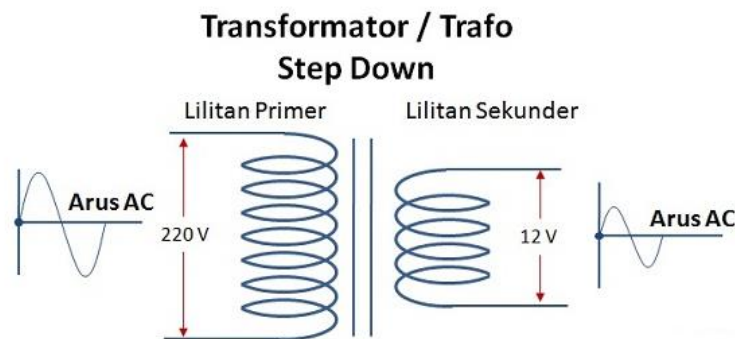 Transformator / Trafo
Step Down
Lilitan Primer
Lilitan Sekunder
Arus AC
220 V
12 V
Arus AC